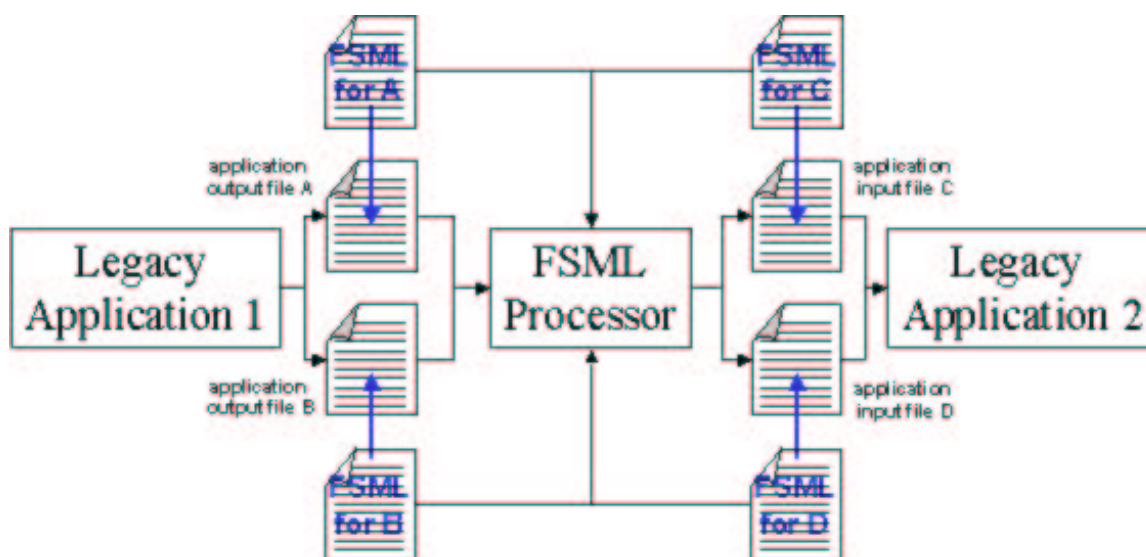 FSML
for A
FSML
for C
application
output file A
application
input file C
Legacy
Application 1
FSML
Processor
Legacy
Application 2
application
output file B
application
input file D
FSML
for B
FSML
for D